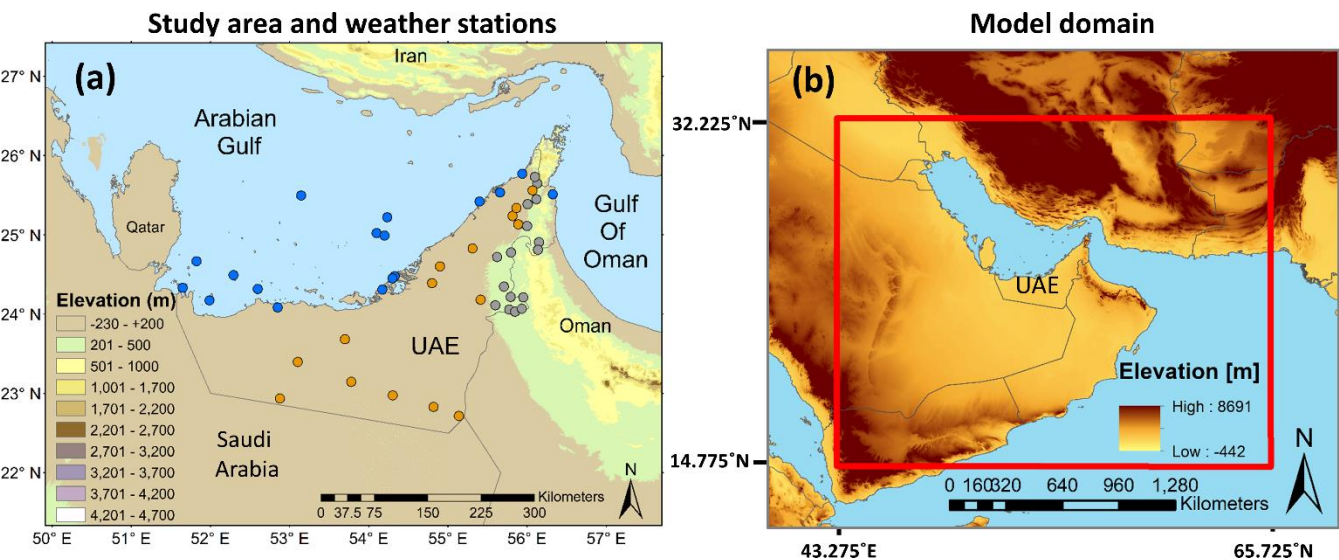 Study area and weather stations
(a)
Iran
Arabian
Gulf
Qatar
Gulf
Of
Oman
UAE
Oman
Saudi
Arabia
27° N
26° N
25° N
24° N
23° N
22° N
Elevation (m)
-230 - +200
201 - 500
501 - 1000
1,001 - 1,700
1,701 - 2,200
2,201 - 2,700
2,701 - 3,200
3,201 - 3,700
3,701 - 4,200
4,201 - 4,700
N
Kilometers
0 37.5 75 150 225 300
50° E 51° E 52° E 53° E 54° E 55° E 56° E 57° E
Model domain
(b)
32.225°N
14.775°N
UAE
Elevation [m]
High : 8691
Low : -442
N
0 160320 640 960 1,280
Kilometers
43.275°E 65.725°N